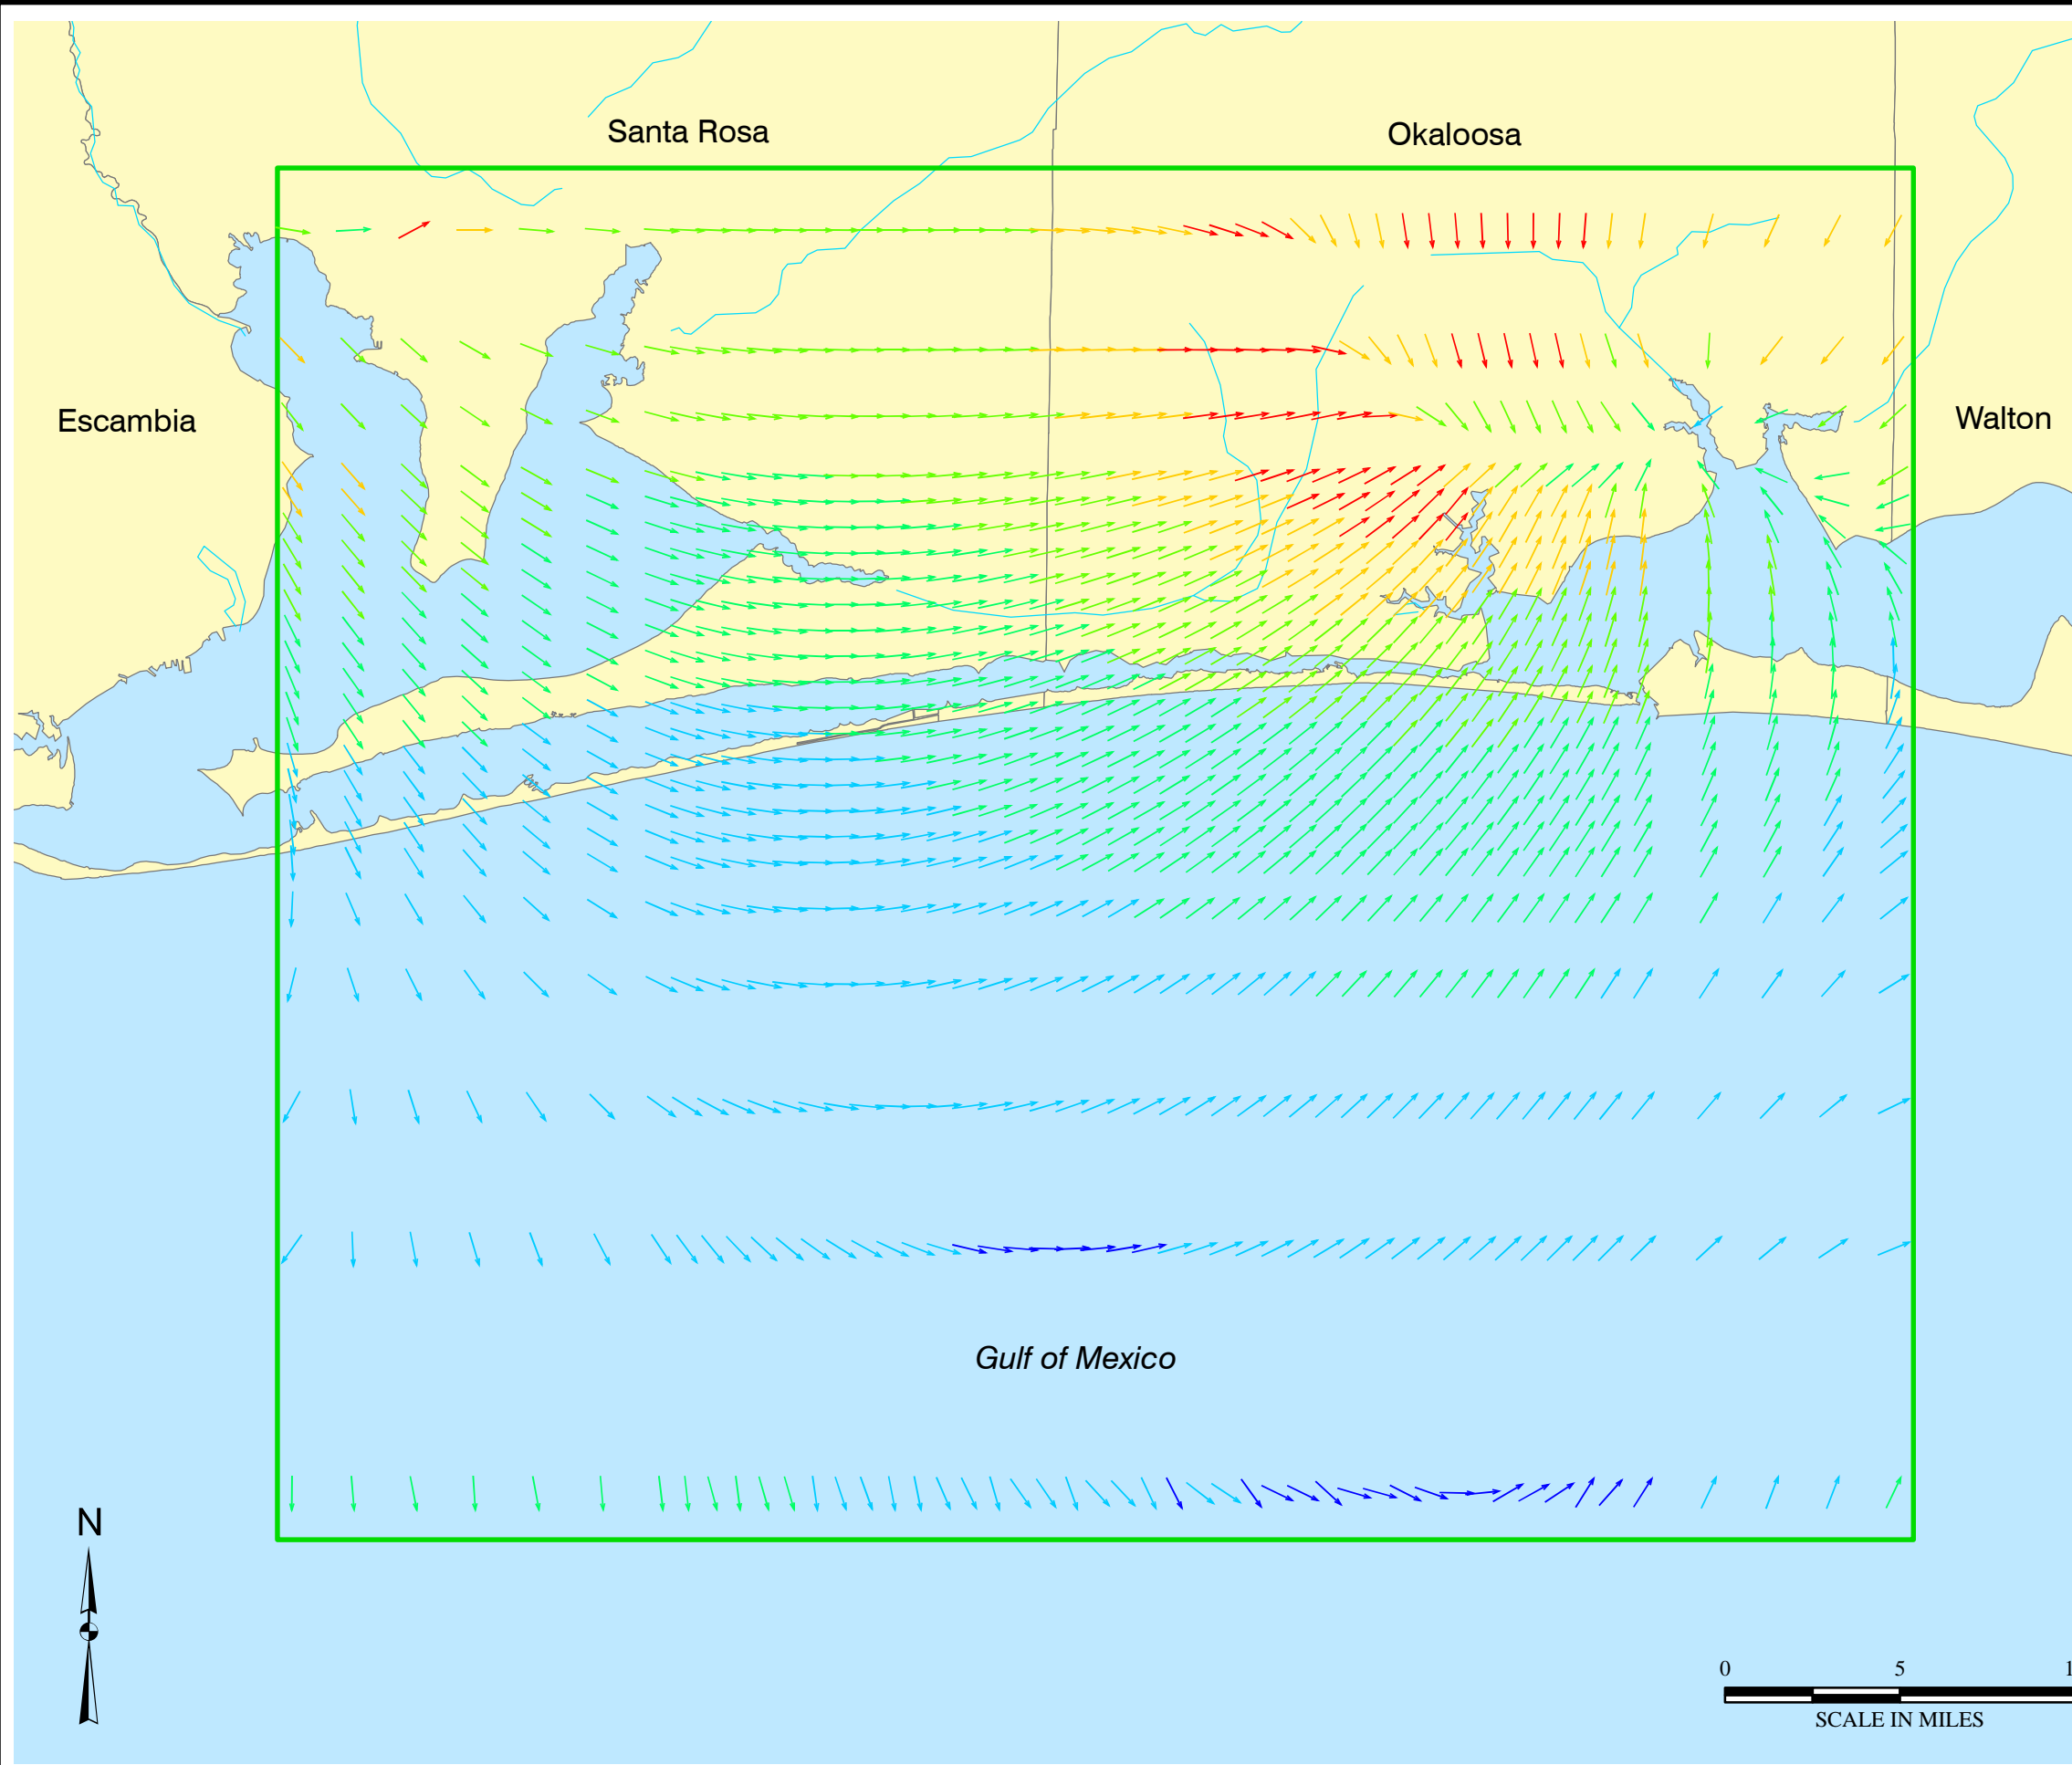 Santa Rosa
Okaloosa
Escambia
Walton
Gulf of Mexico
N
0 5
SCALE IN MILES